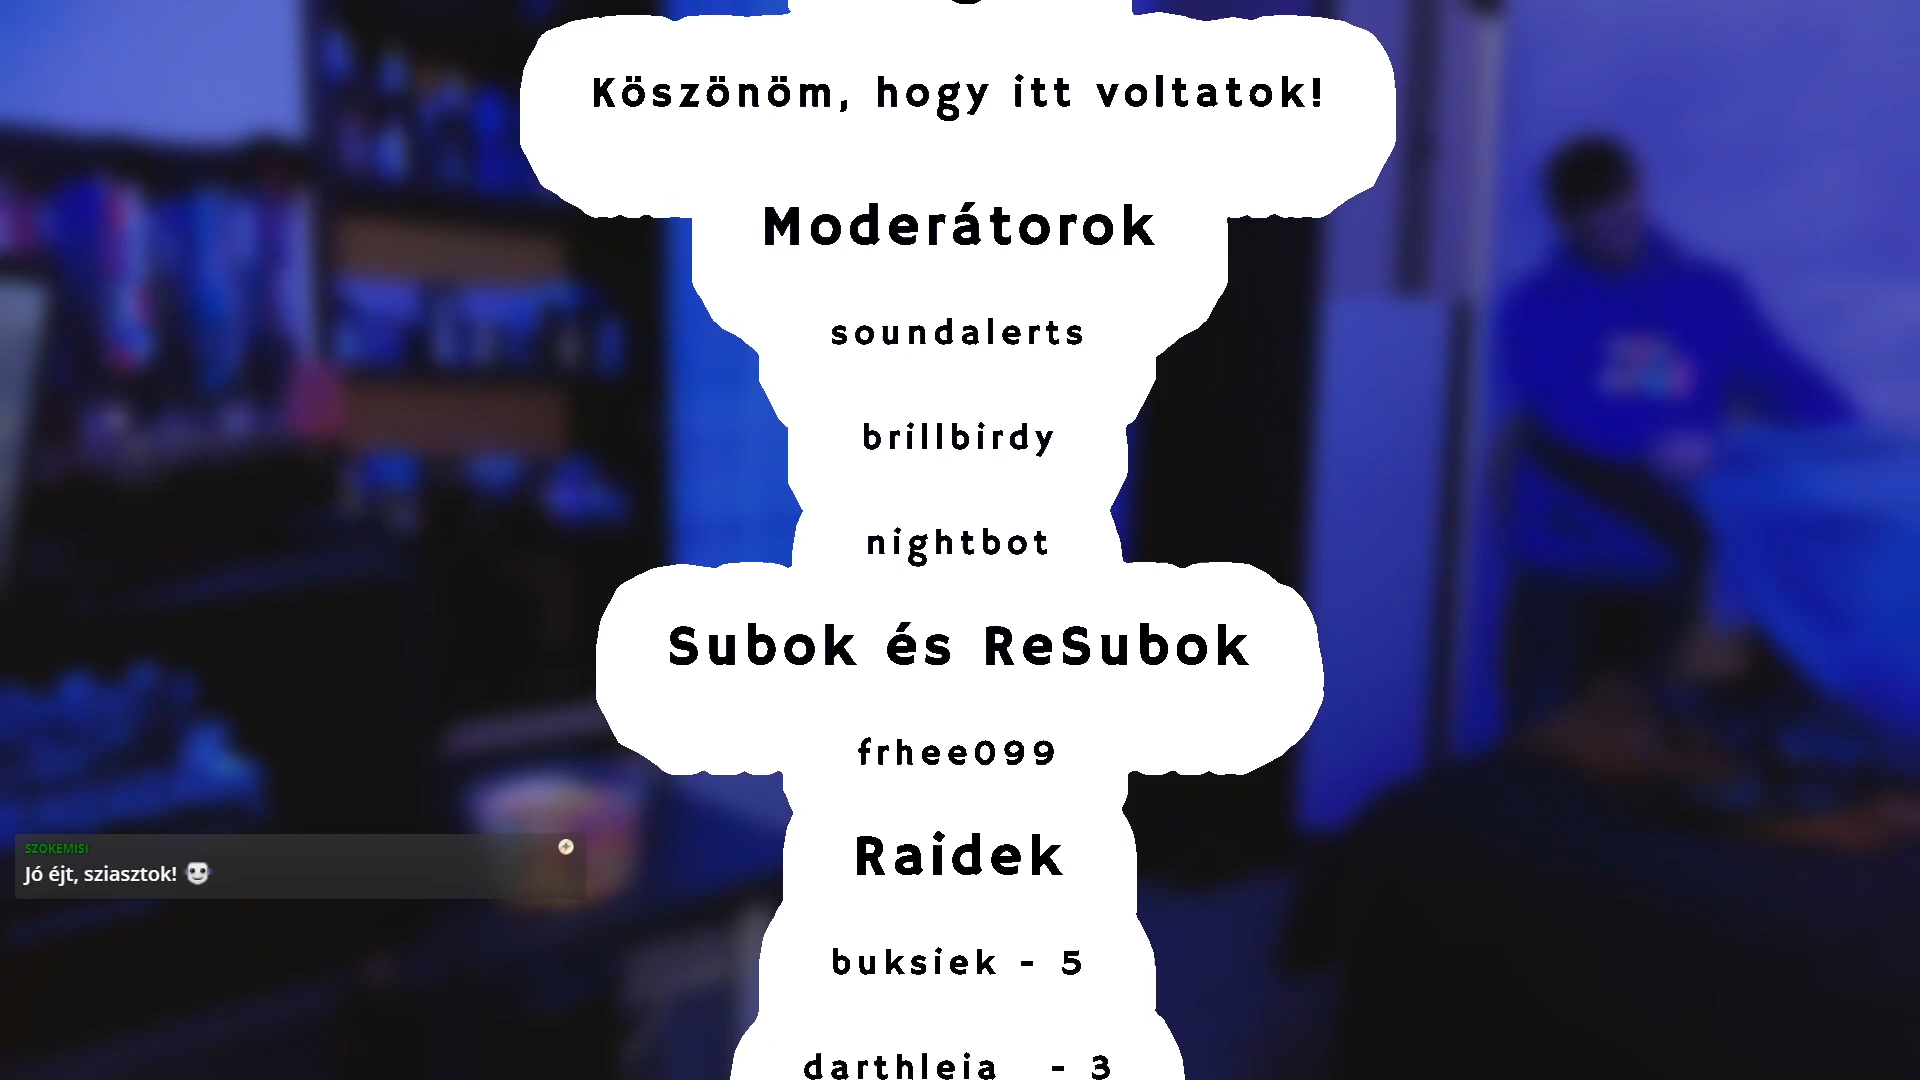 Köszönöm, hogy itt voltatok!
Moderátorok
soundalerts
brillbirdy
nightbot
Subok és ReSubok
frhee099
Raidek
SZOKEMISI
Jó éjt, sziasztok!
buksiek - 5
darthleia - 3